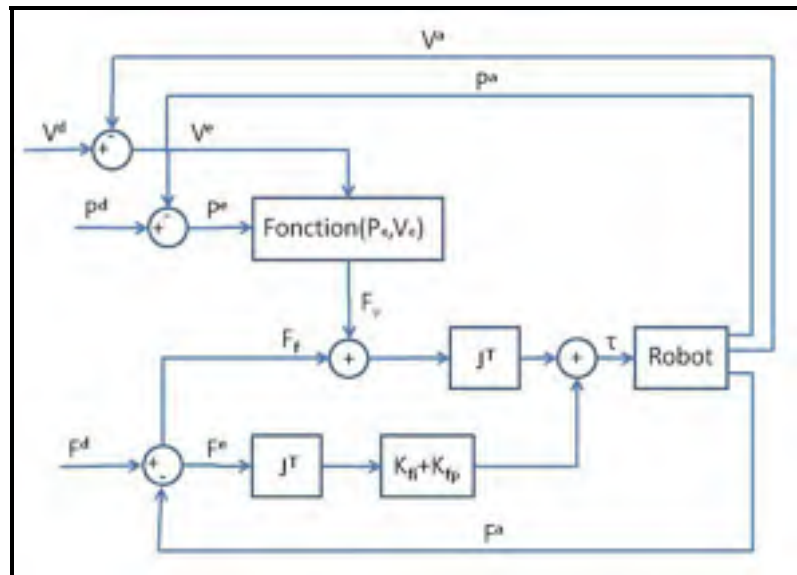 Vᵃ
Pᵃ
Vᵈ
+
-
Vᵉ
Pᵈ
+
-
Pᵉ
Fonction(Pₑ,Vₑ)
Fᵥ
F_f
+
Jᵀ
+
τ
Robot
Fᵈ
+
-
Fᵉ
Jᵀ
K_fi+K_fp
Fᵃ